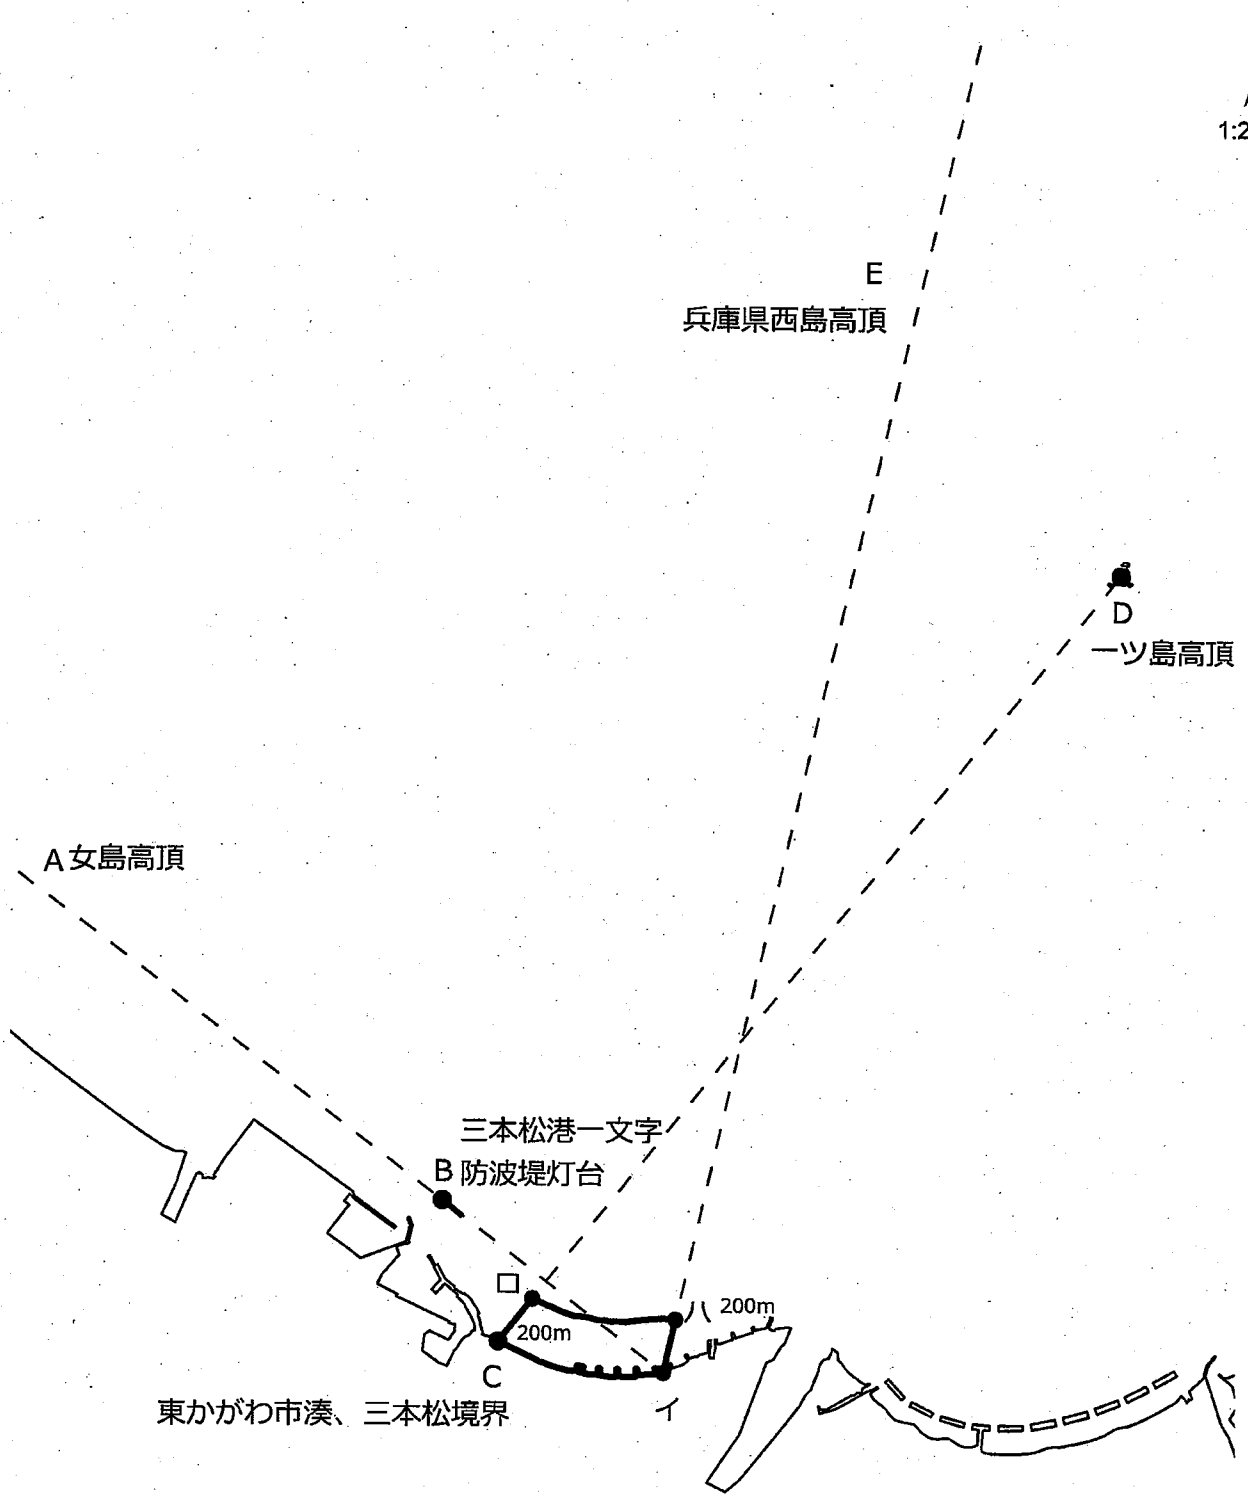 1:2
E
兵庫県西島高頂
D
一ツ島高頂
A 女島高頂
三本松港一文字
B 防波堤灯台
ロ
ハ
200m
200m
C
イ
東かがわ市湊、三本松境界